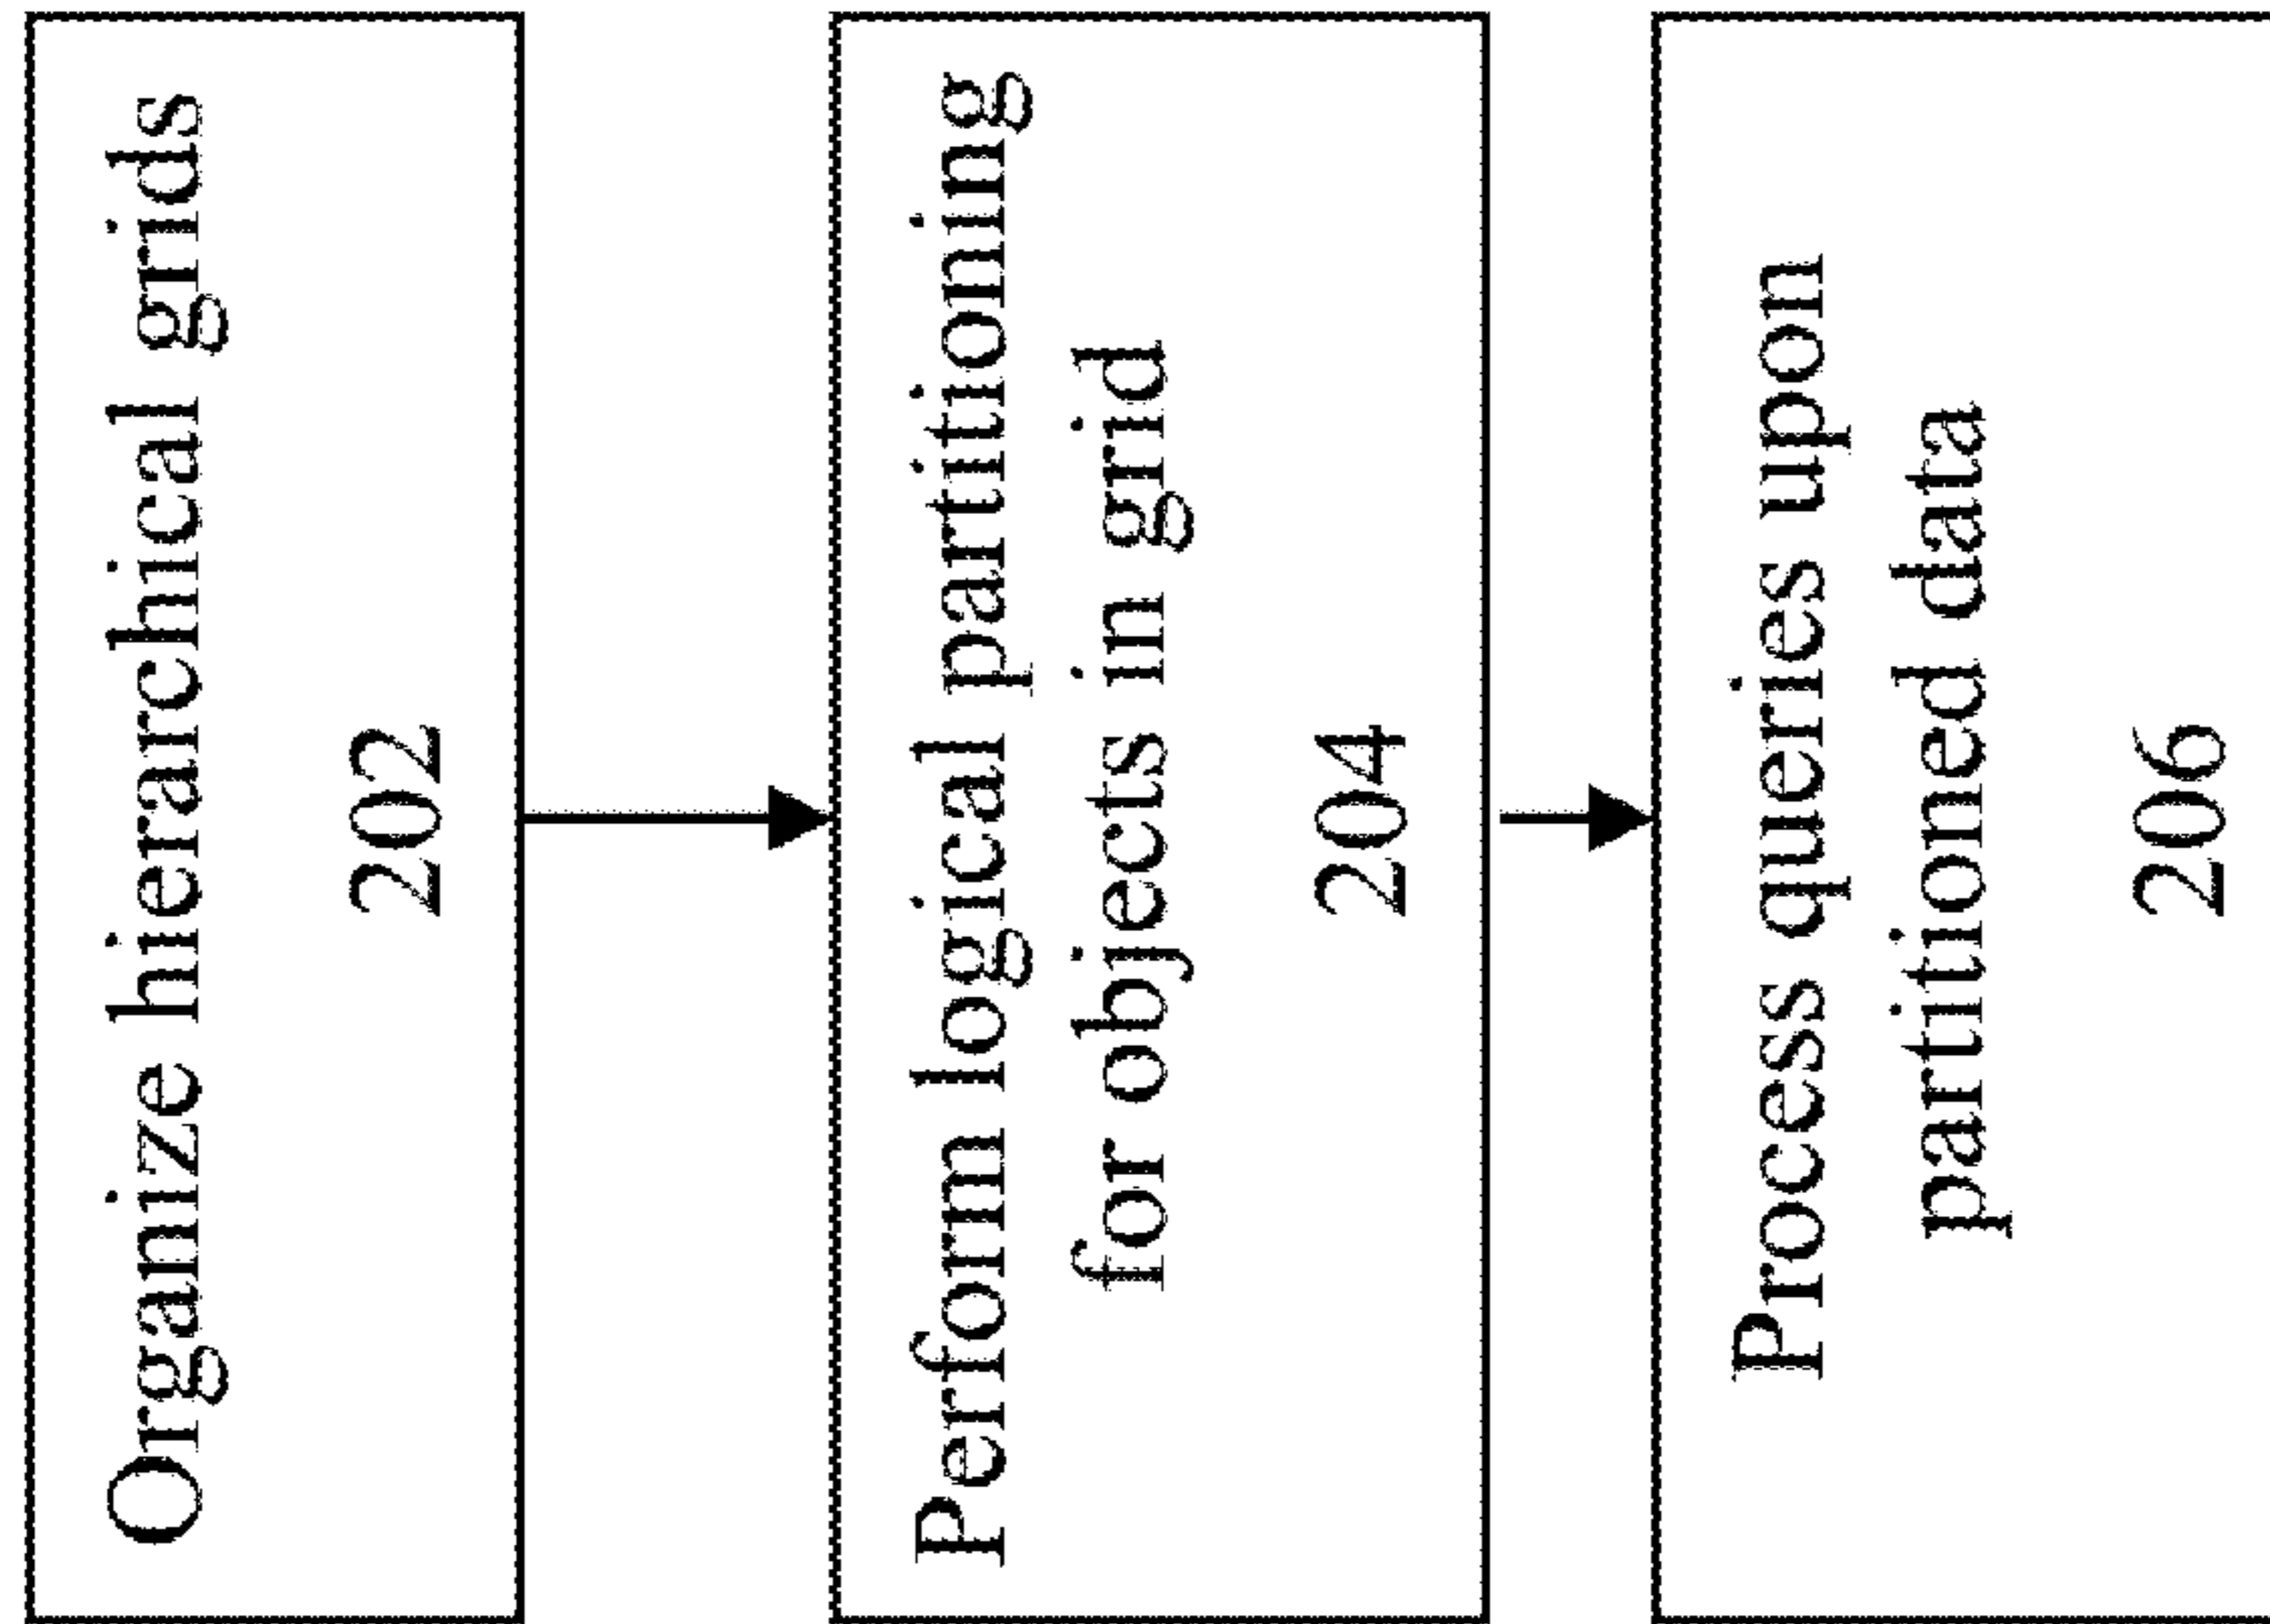 Organize hierarchical grids
202
Perform logical partitioning
for objects in grid
204
Process queries upon
partitioned data
206